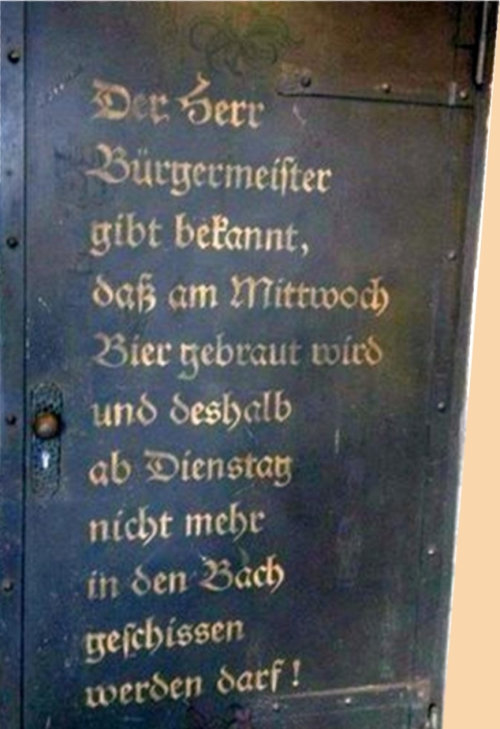 Der Herr
Bürgermeiſter
gibt bekannt,
daß am Mittwoch
Bier gebraut wird
und deshalb
ab Dienstag
nicht mehr
in den Bach
geſchissen
werden darf!